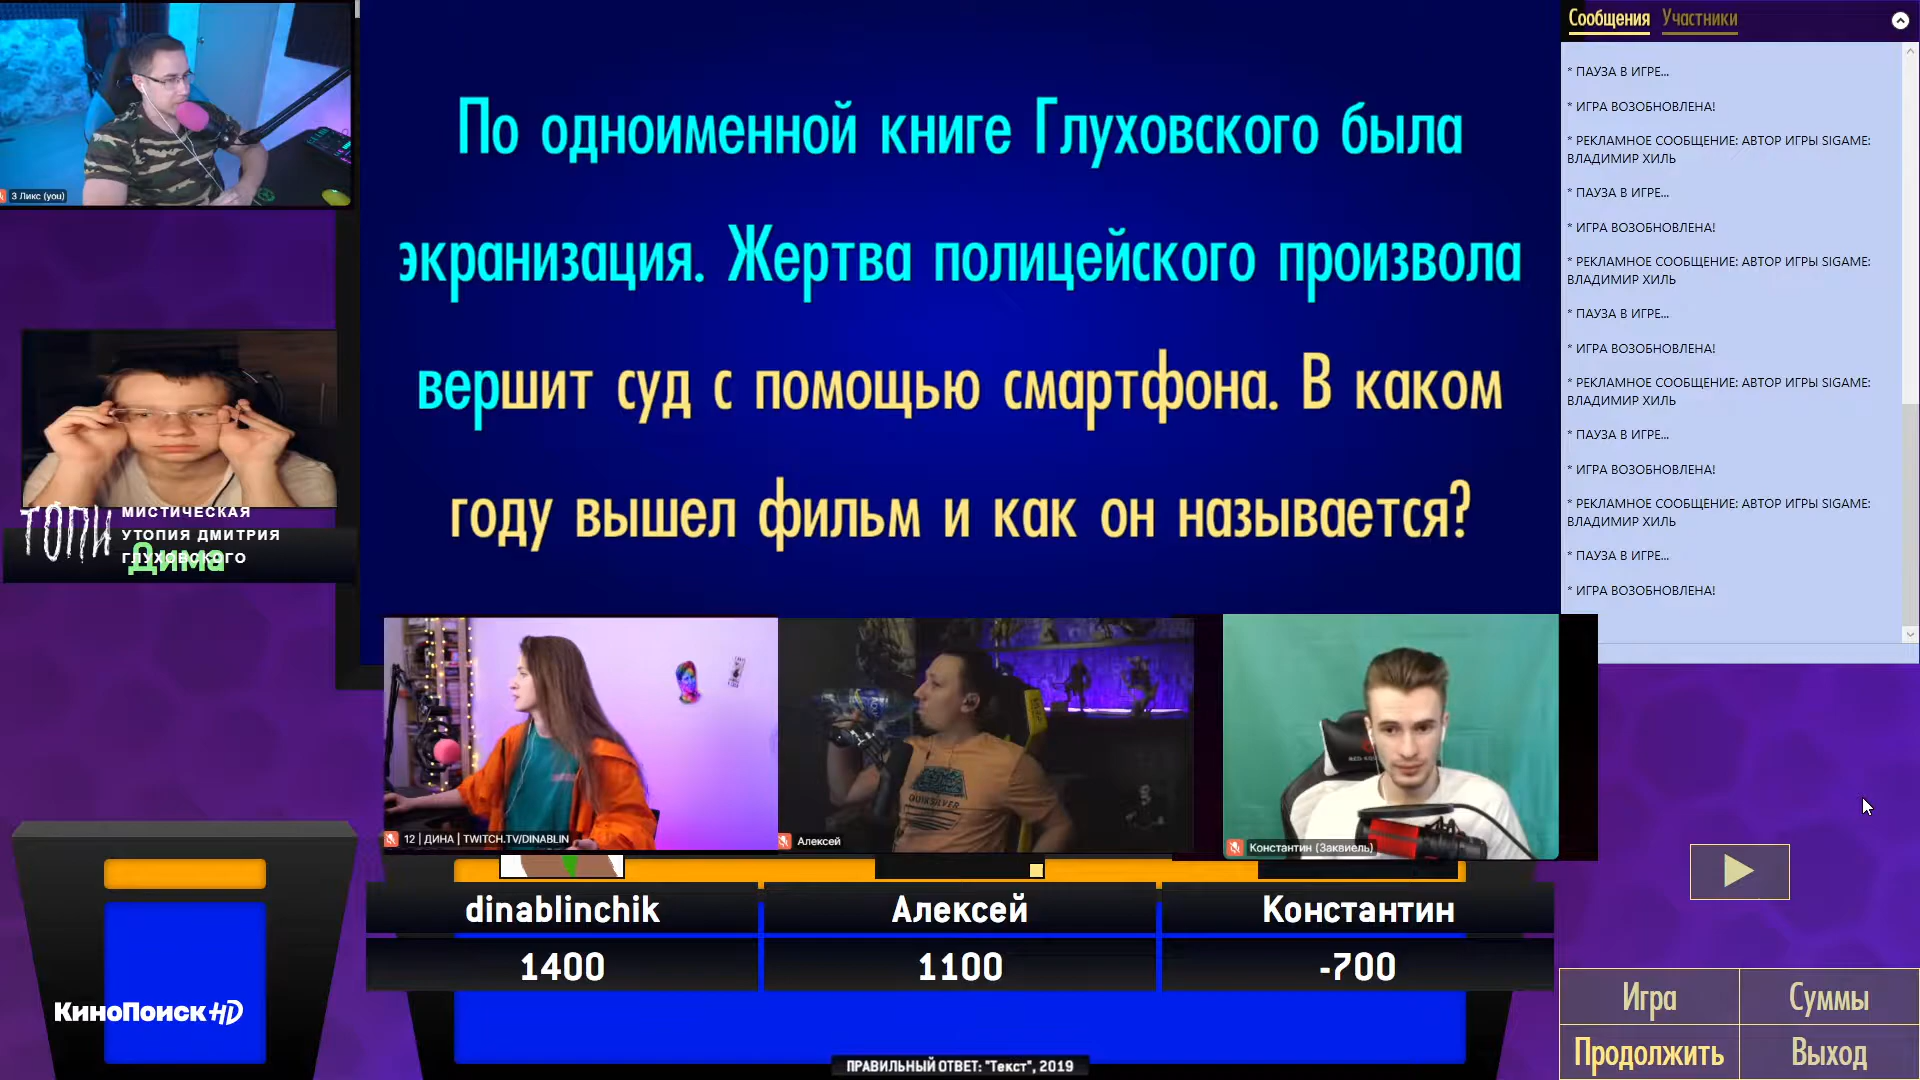 По одноименной книге Глуховского была
экранизация. Жертва полицейского произвола
вершит суд с помощью смартфона. В каком
году вышел фильм и как он называется?
Сообщения Участники
* ПАУЗА В ИГРЕ...
* ИГРА ВОЗОБНОВЛЕНА!
* РЕКЛАМНОЕ СООБЩЕНИЕ: АВТОР ИГРЫ SIGAME:
ВЛАДИМИР ХИЛЬ
* ПАУЗА В ИГРЕ...
* ИГРА ВОЗОБНОВЛЕНА!
* РЕКЛАМНОЕ СООБЩЕНИЕ: АВТОР ИГРЫ SIGAME:
ВЛАДИМИР ХИЛЬ
* ПАУЗА В ИГРЕ...
* ИГРА ВОЗОБНОВЛЕНА!
* РЕКЛАМНОЕ СООБЩЕНИЕ: АВТОР ИГРЫ SIGAME:
ВЛАДИМИР ХИЛЬ
* ПАУЗА В ИГРЕ...
* ИГРА ВОЗОБНОВЛЕНА!
* РЕКЛАМНОЕ СООБЩЕНИЕ: АВТОР ИГРЫ SIGAME:
ВЛАДИМИР ХИЛЬ
* ПАУЗА В ИГРЕ...
* ИГРА ВОЗОБНОВЛЕНА!
3 Ликс (you)
ТОПИ
МИСТИЧЕСКАЯ
УТОПИЯ ДМИТРИЯ
ГЛУХОВСКОГО
Дима
12 | ДИНА | TWITCH.TV/DINABLIN
QUIKSILVER
Алексей
Константин (Заквиель)
dinablinchik
Алексей
Константин
1400
1100
-700
КиноПоиск HD
Игра
Суммы
Продолжить
Выход
ПРАВИЛЬНЫЙ ОТВЕТ: "Текст", 2019